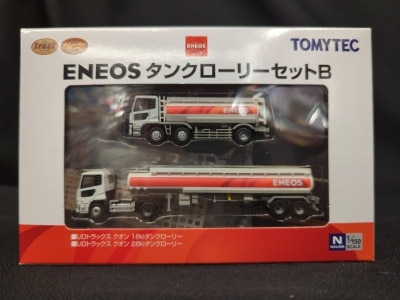 Truck
ENEOS
TOMYTEC
ENEOS タンクローリーセットB
ENEOS
■UDトラックス クオン 16klタンクローリー
■UDトラックス クオン 26klタンクローリー
N
GAUGE
1/150
SCALE